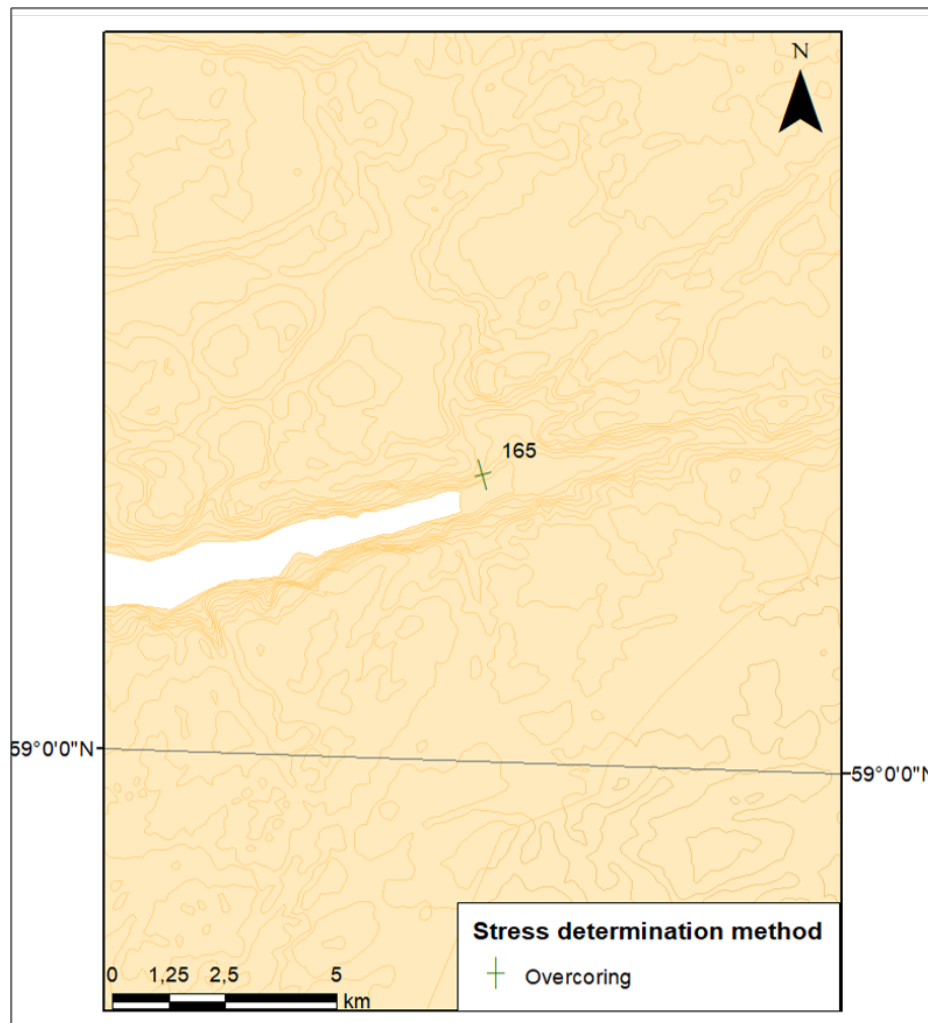 N
165
59°0'0"N
59°0'0"N
Stress determination method
Overcoring
0 1,25 2,5 5
km